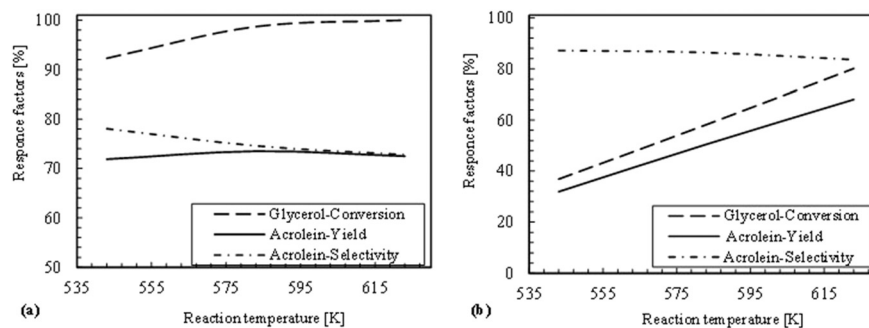 Responce factors [%]
100
90
80
70
60
50
535
555
575
595
615
Glycerol-Conversion
Acrolein-Yield
Acrolein-Selectivity
(a)
Reaction temperature [K]
Responce factors [%]
100
80
60
40
20
0
535
555
575
595
615
Glycerol-Conversion
Acrolein-Yield
Acrolein-Selectivity
(b)
Reaction temperature [K]